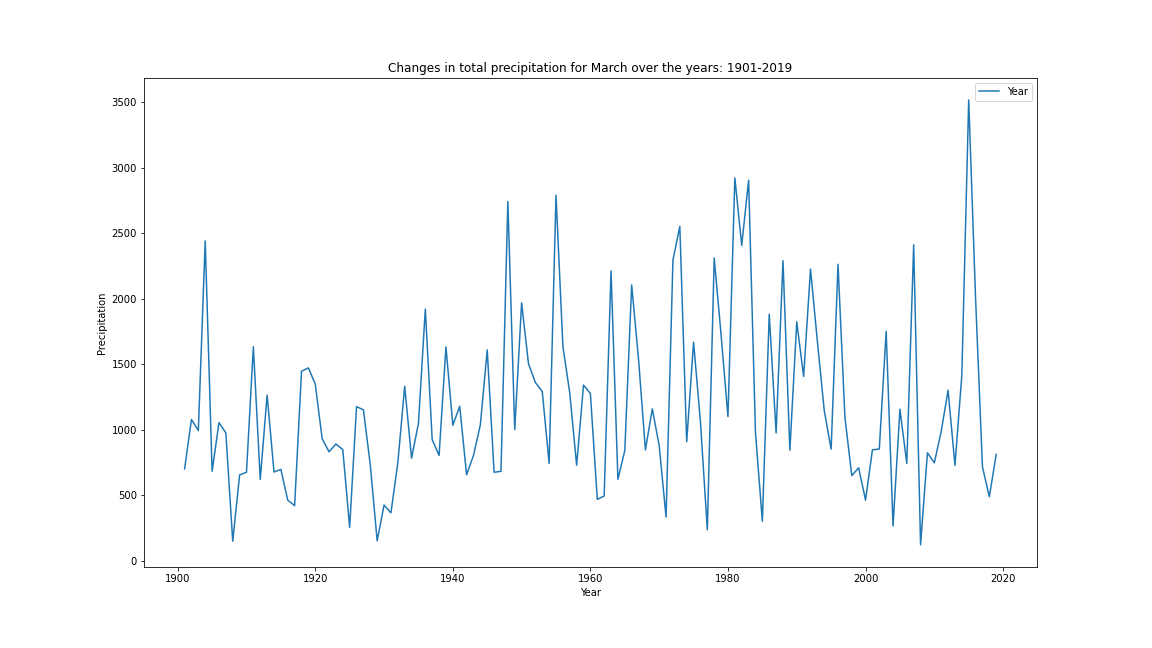 Changes in total precipitation for March over the years: 1901-2019
Year
3500
3000
2500
2000
1500
1000
500
0
Precipitation
1900 1920 1940 1960 1980 2000 2020
Year